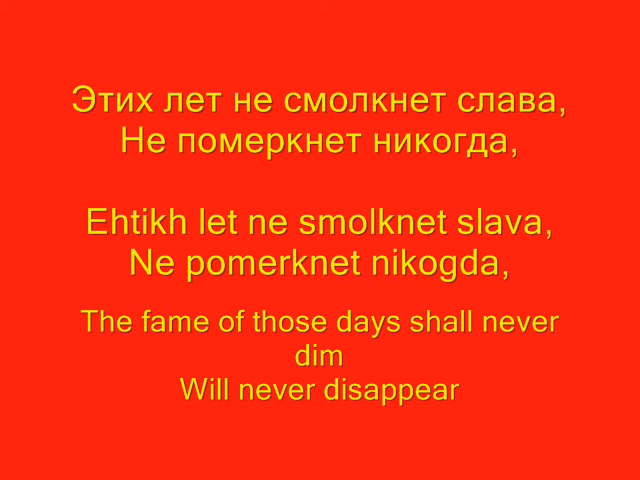 Этих лет не смолкнет слава,
Не померкнет никогда,
Ehtikh let ne smolknet slava,
Ne pomerknet nikogda,
The fame of those days shall never
dim
Will never disappear